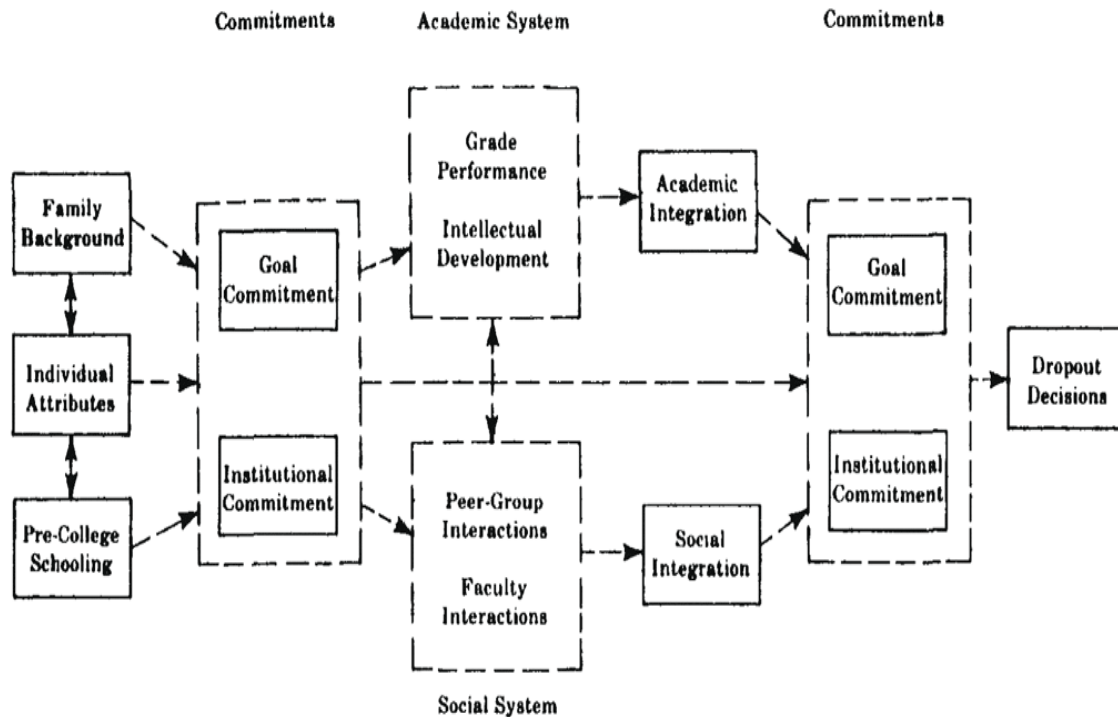 Commitments
Academic System
Commitments
Grade
Performance
Intellectual
Development
Academic
Integration
Family
Background
Goal
Commitment
Goal
Commitment
Individual
Attributes
Dropout
Decisions
Institutional
Commitment
Institutional
Commitment
Pre-College
Schooling
Peer-Group
Interactions
Faculty
Interactions
Social
Integration
Social System